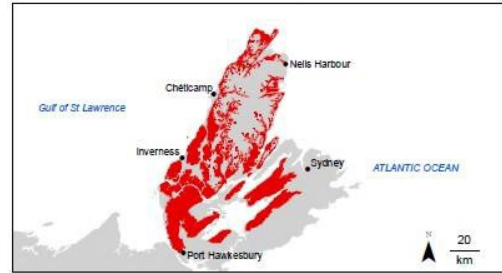 Neils Harbour
Chéticamp
Gulf of St Lawrence
Inverness
Sydney
ATLANTIC OCEAN
N
20
km
Port Hawkesbury